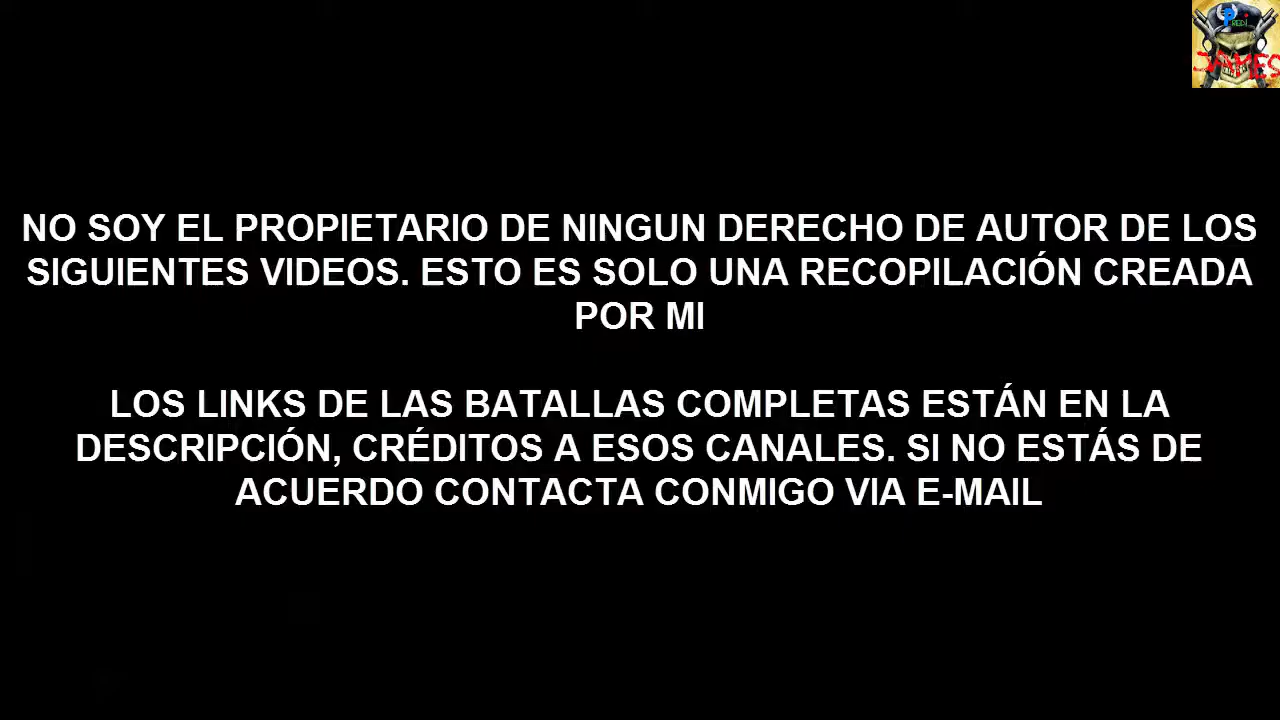 PREDI
JAMES
NO SOY EL PROPIETARIO DE NINGUN DERECHO DE AUTOR DE LOS
SIGUIENTES VIDEOS. ESTO ES SOLO UNA RECOPILACIÓN CREADA
POR MI
LOS LINKS DE LAS BATALLAS COMPLETAS ESTÁN EN LA
DESCRIPCIÓN, CRÉDITOS A ESOS CANALES. SI NO ESTÁS DE
ACUERDO CONTACTA CONMIGO VIA E-MAIL